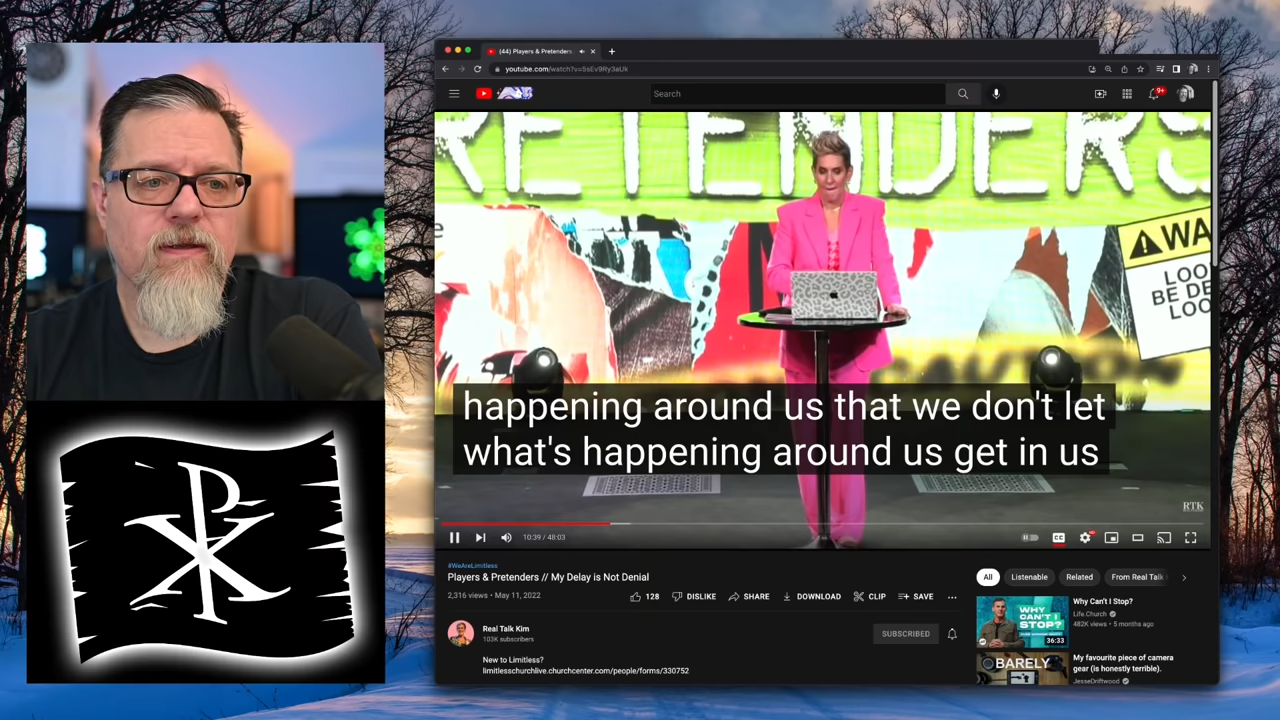 (44) Players & Pretenders
youtube.com/watch?v=5sEv9Ry3aUk
Search
9+
RETENDERS
WA
LOO
BE DE
LOO
CAUTION
happening around us that we don't let
what's happening around us get in us
RTK
10:39 / 48:03
CC
#WeAreLimitless
Players & Pretenders // My Delay is Not Denial
2,316 views • May 11, 2022
128 DISLIKE SHARE DOWNLOAD CLIP SAVE
Real Talk Kim
103K subscribers
SUBSCRIBED
New to Limitless?
limitlesschurchlive.churchcenter.com/people/forms/330752
All Listenable Related From Real Talk
WHY
CAN'T I
STOP?
36:33
Why Can't I Stop?
Life.Church
482K views • 5 months ago
BARELY
My favourite piece of camera
gear (is honestly terrible).
JesseDriftwood